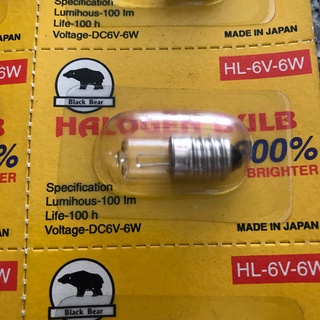 Specification
Lumihous-100 lm
Life-100 h
Voltage-DC6V-6W
MADE IN JAPAN
HL-6V-6W
Black Bear
HALOGEN BULB
BRIGHTER
Specification
Lumihous-100 lm
Life-100 h
Voltage-DC6V-6W
MADE IN JAPAN
HL-6V-6W
Black Bear